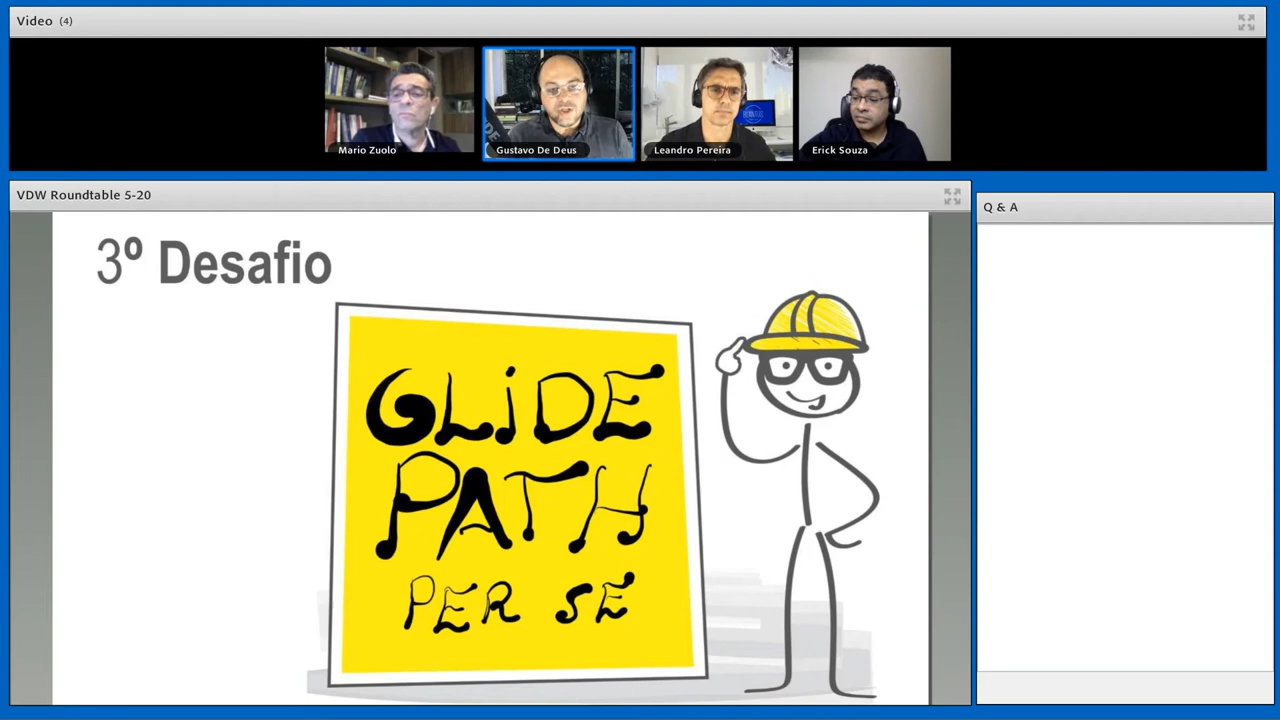 Video (4)
Mario Zuolo
Gustavo De Deus
Leandro Pereira
Erick Souza
VDW Roundtable 5-20
Q & A
3º Desafio
GLiDE
PATH
PER SE